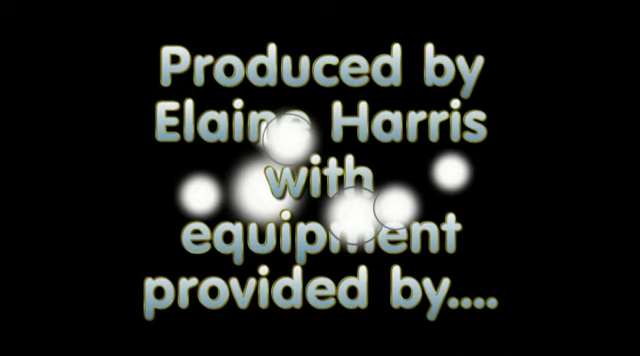 Produced by
Elaine Harris
with
equipment
provided by....